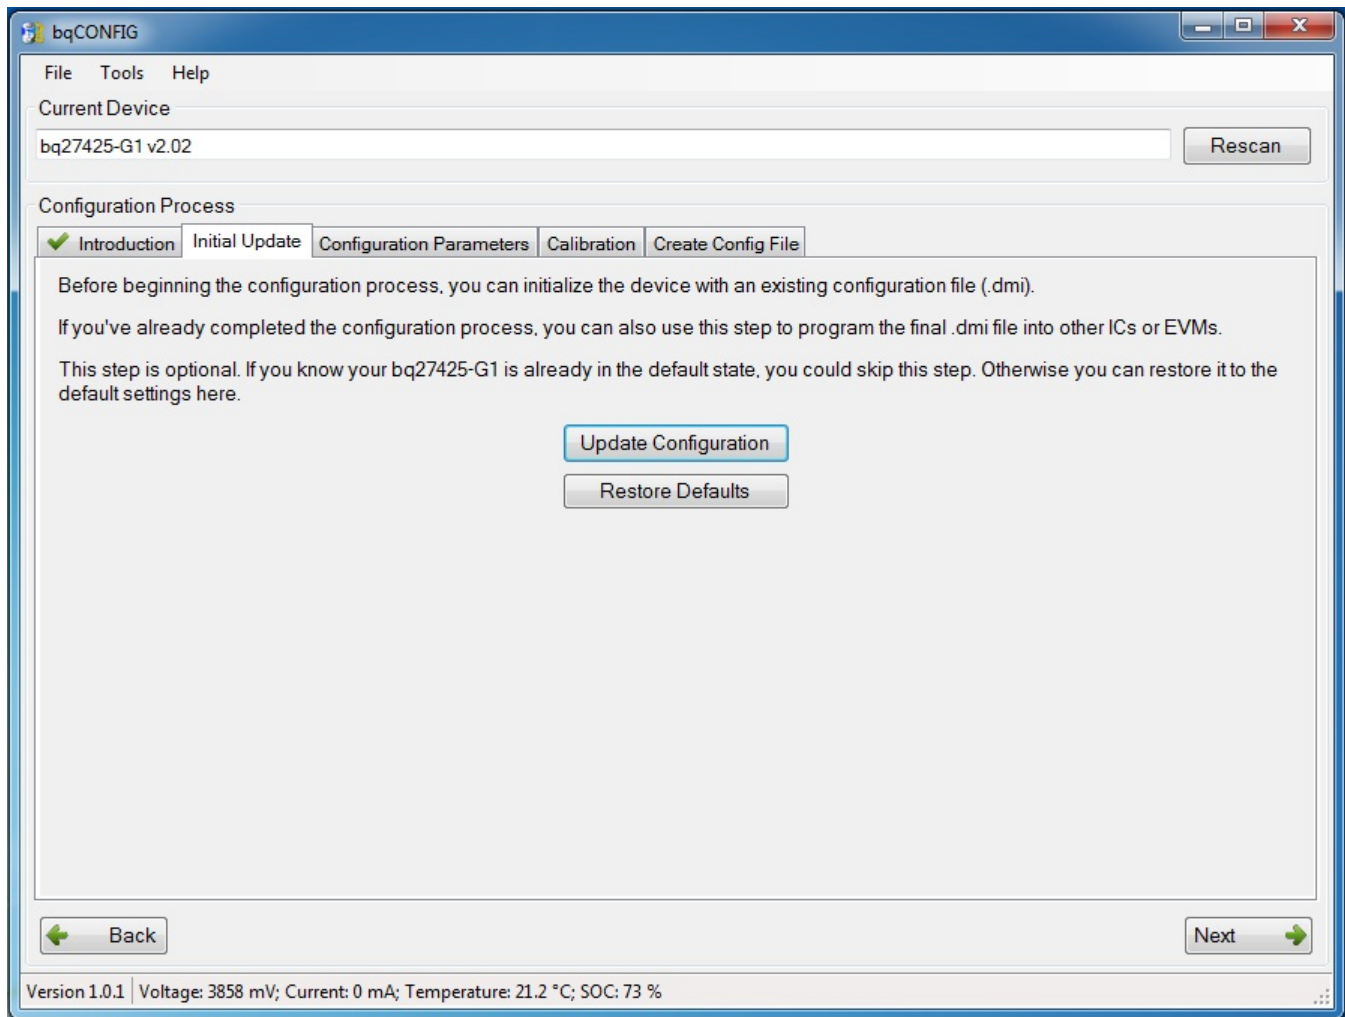 bqCONFIG
File Tools Help
Current Device
bq27425-G1 v2.02
Rescan
Configuration Process
Introduction Initial Update Configuration Parameters Calibration Create Config File
Before beginning the configuration process, you can initialize the device with an existing configuration file (.dmi).
If you've already completed the configuration process, you can also use this step to program the final .dmi file into other ICs or EVMs.
This step is optional. If you know your bq27425-G1 is already in the default state, you could skip this step. Otherwise you can restore it to the
default settings here.
Update Configuration
Restore Defaults
Back
Next
Version 1.0.1 Voltage: 3858 mV; Current: 0 mA; Temperature: 21.2 °C; SOC: 73 %